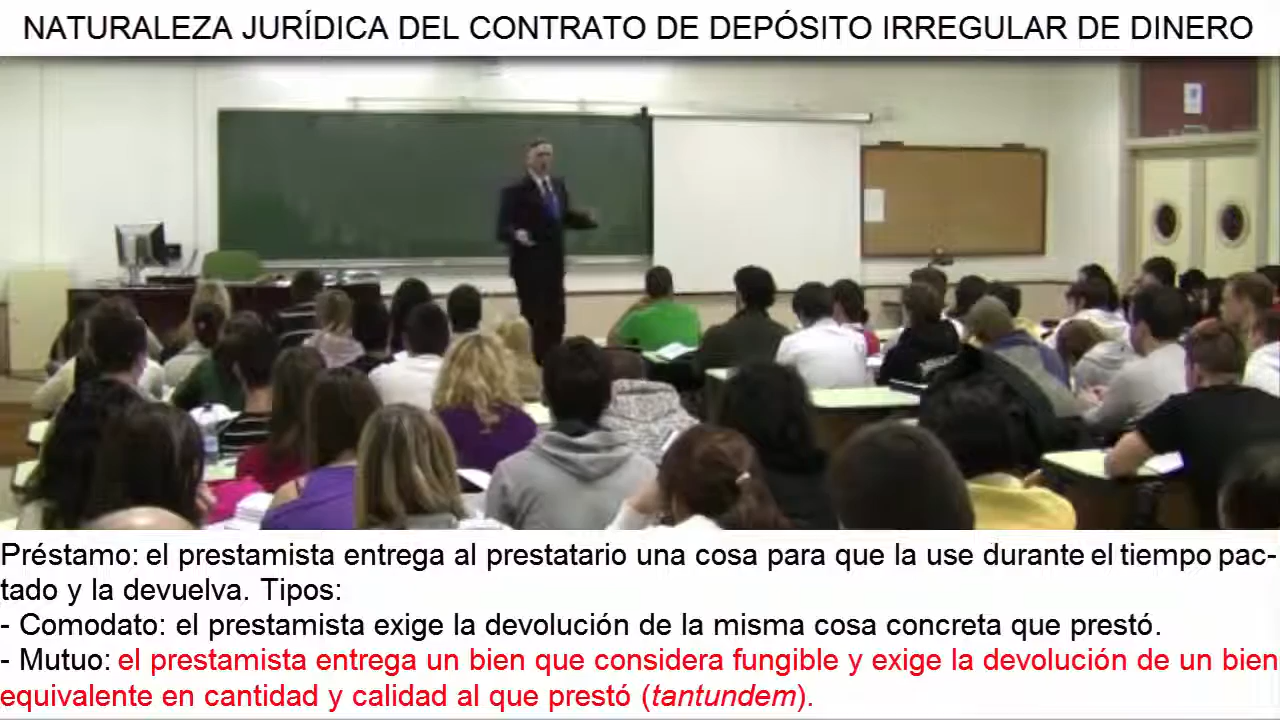 NATURALEZA JURÍDICA DEL CONTRATO DE DEPÓSITO IRREGULAR DE DINERO
Préstamo: el prestamista entrega al prestatario una cosa para que la use durante el tiempo pac-
tado y la devuelva. Tipos:
- Comodato: el prestamista exige la devolución de la misma cosa concreta que prestó.
- Mutuo: el prestamista entrega un bien que considera fungible y exige la devolución de un bien
equivalente en cantidad y calidad al que prestó (tantundem).